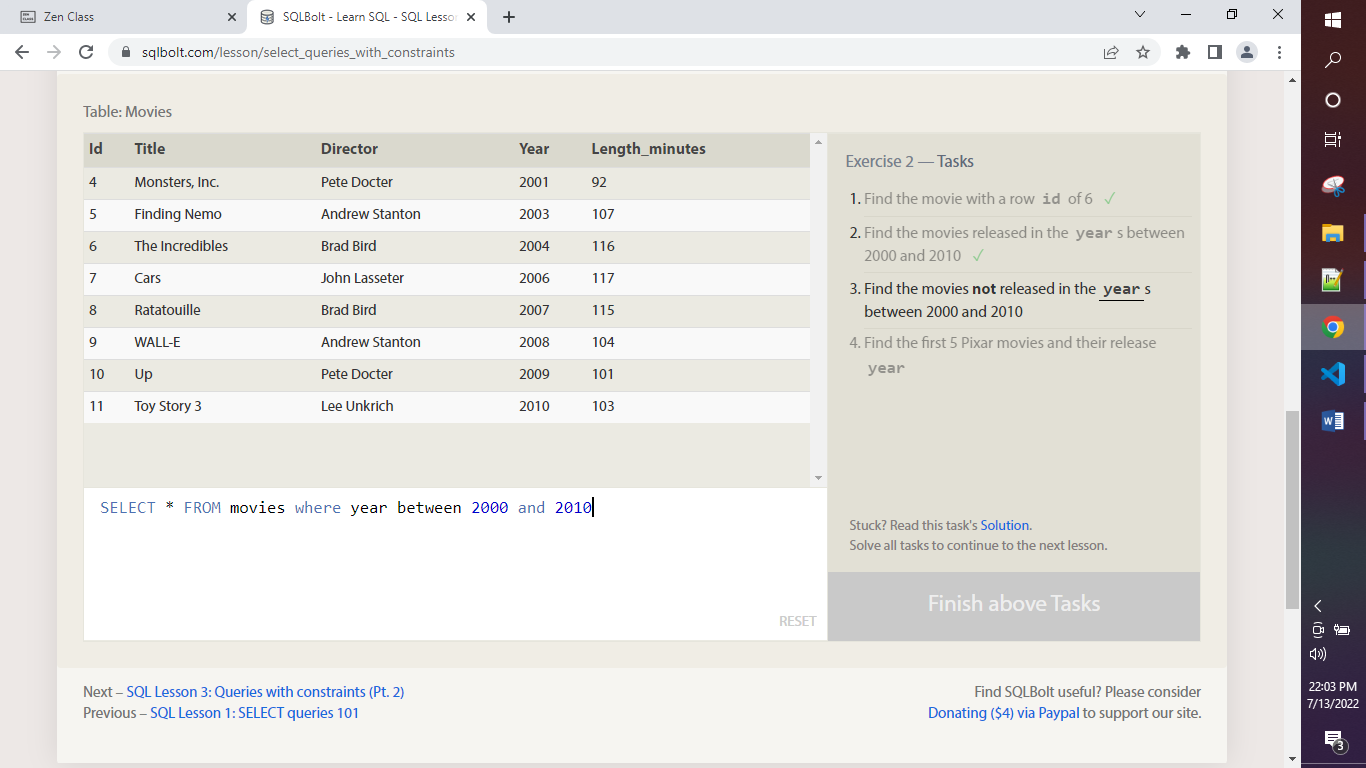 Zen Class
SQLBolt - Learn SQL - SQL Lesson
sqlbolt.com/lesson/select_queries_with_constraints
Table: Movies
Id Title Director Year Length_minutes
4 Monsters, Inc. Pete Docter 2001 92
5 Finding Nemo Andrew Stanton 2003 107
6 The Incredibles Brad Bird 2004 116
7 Cars John Lasseter 2006 117
8 Ratatouille Brad Bird 2007 115
9 WALL-E Andrew Stanton 2008 104
10 Up Pete Docter 2009 101
11 Toy Story 3 Lee Unkrich 2010 103
SELECT * FROM movies where year between 2000 and 2010
RESET
Exercise 2 — Tasks
1. Find the movie with a row id of 6 ✓
2. Find the movies released in the year s between
2000 and 2010 ✓
3. Find the movies not released in the year s
between 2000 and 2010
4. Find the first 5 Pixar movies and their release
year
Stuck? Read this task's Solution.
Solve all tasks to continue to the next lesson.
Finish above Tasks
Next – SQL Lesson 3: Queries with constraints (Pt. 2)
Previous – SQL Lesson 1: SELECT queries 101
Find SQLBolt useful? Please consider
Donating ($4) via Paypal to support our site.
22:03 PM
7/13/2022
3